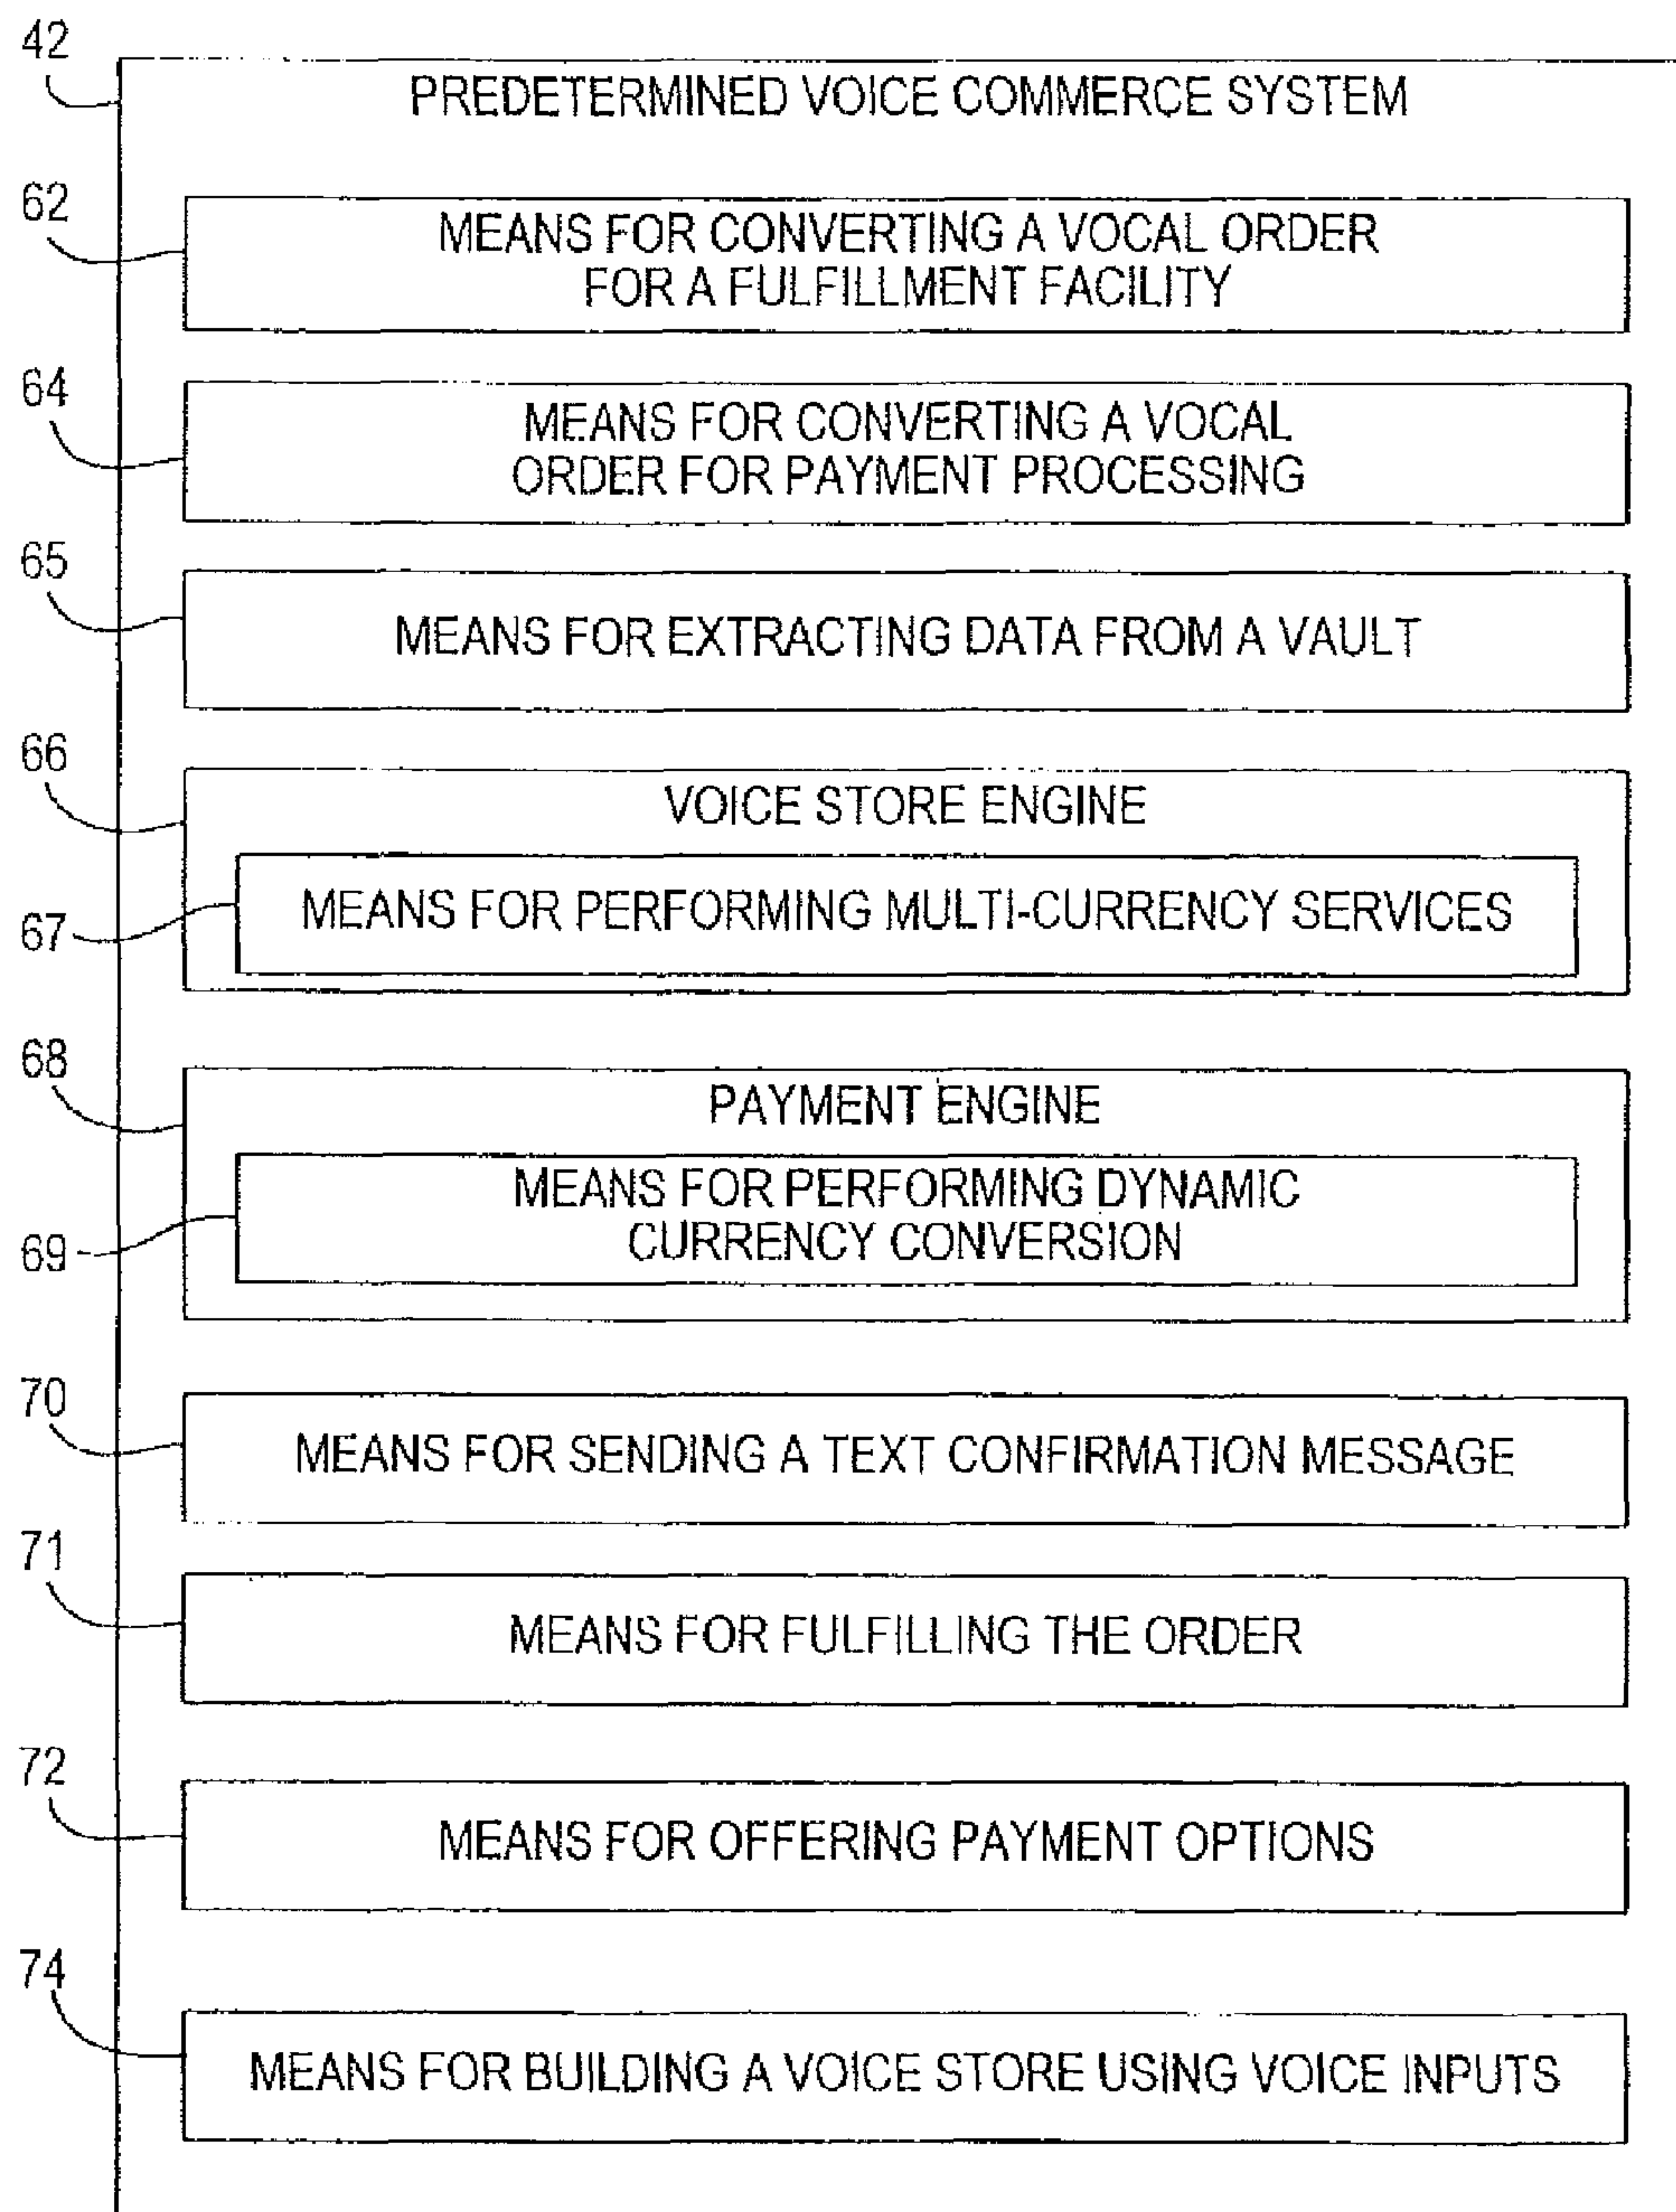 42
PREDETERMINED VOICE COMMERCE SYSTEM
62
MEANS FOR CONVERTING A VOCAL ORDER
FOR A FULFILLMENT FACILITY
64
MEANS FOR CONVERTING A VOCAL
ORDER FOR PAYMENT PROCESSING
65
MEANS FOR EXTRACTING DATA FROM A VAULT
66
VOICE STORE ENGINE
67
MEANS FOR PERFORMING MULTI-CURRENCY SERVICES
68
PAYMENT ENGINE
69
MEANS FOR PERFORMING DYNAMIC
CURRENCY CONVERSION
70
MEANS FOR SENDING A TEXT CONFIRMATION MESSAGE
71
MEANS FOR FULFILLING THE ORDER
72
MEANS FOR OFFERING PAYMENT OPTIONS
74
MEANS FOR BUILDING A VOICE STORE USING VOICE INPUTS